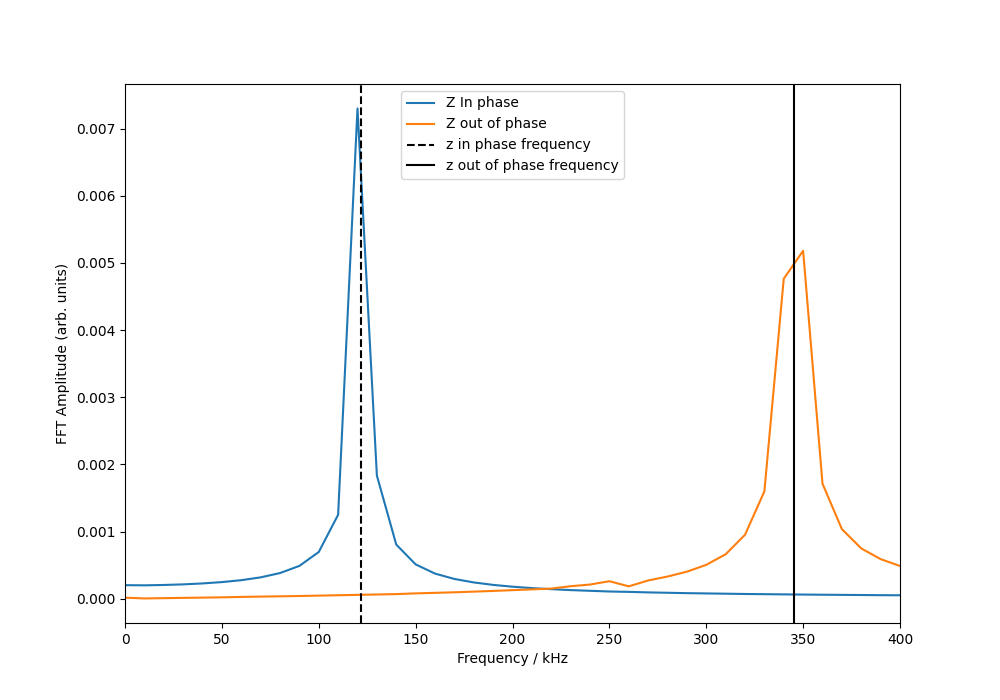 Z In phase
Z out of phase
z in phase frequency
z out of phase frequency
FFT Amplitude (arb. units)
0.007
0.006
0.005
0.004
0.003
0.002
0.001
0.000
0 50 100 150 200 250 300 350 400
Frequency / kHz